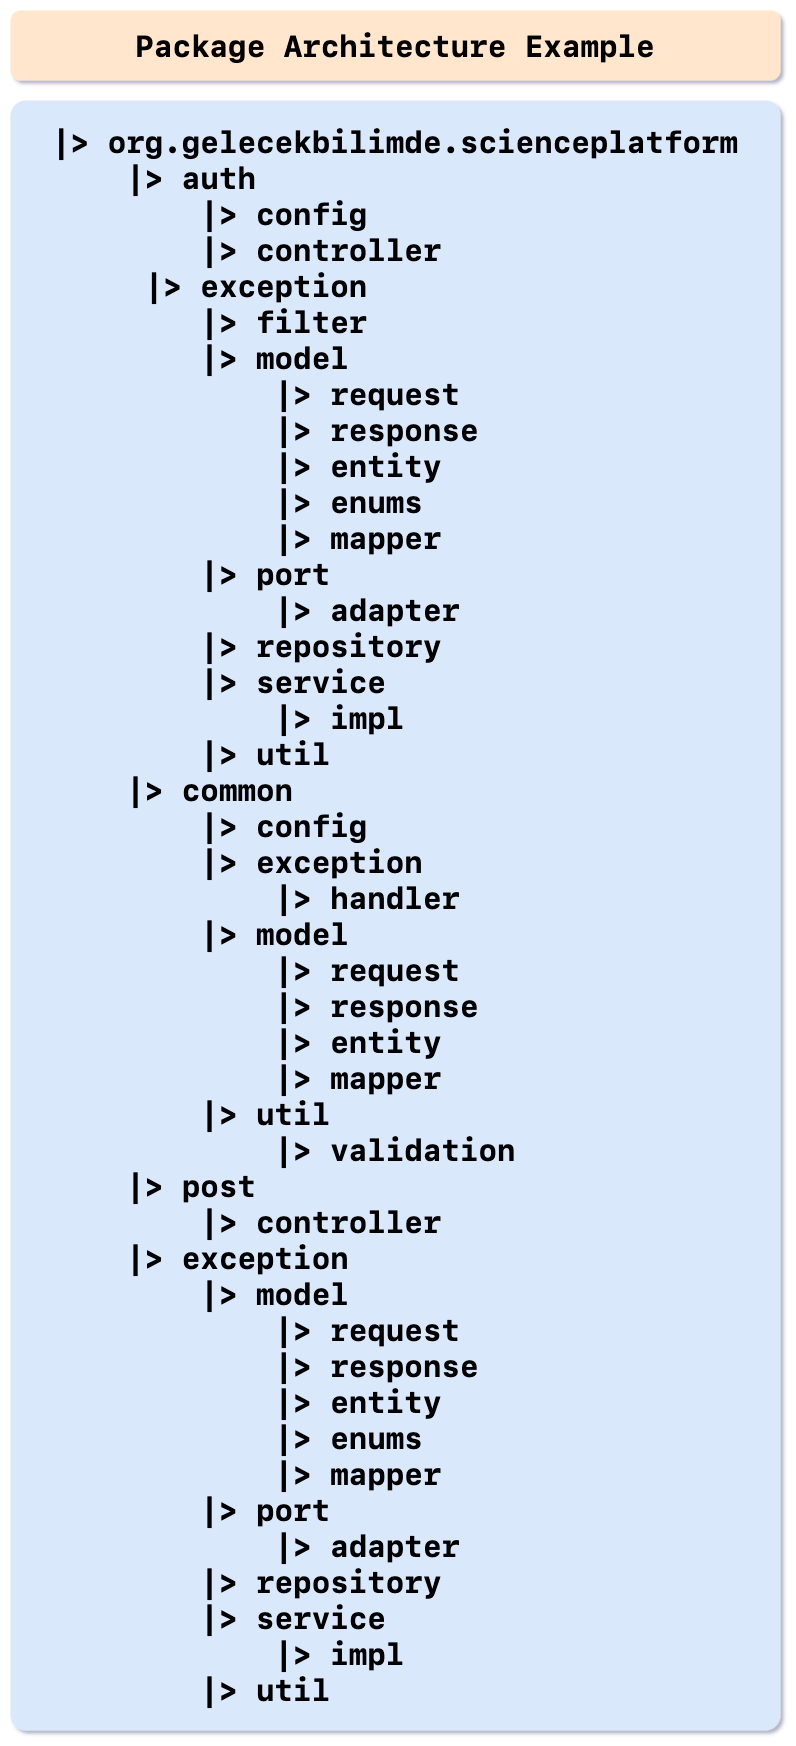 Package Architecture Example
|> org.gelecekbilimde.scienceplatform
    |> auth
        |> config
        |> controller
     |> exception
        |> filter
        |> model
            |> request
            |> response
            |> entity
            |> enums
            |> mapper
        |> port
            |> adapter
        |> repository
        |> service
            |> impl
        |> util
    |> common
        |> config
        |> exception
            |> handler
        |> model
            |> request
            |> response
            |> entity
            |> mapper
        |> util
            |> validation
    |> post
        |> controller
    |> exception
        |> model
            |> request
            |> response
            |> entity
            |> enums
            |> mapper
        |> port
            |> adapter
        |> repository
        |> service
            |> impl
        |> util